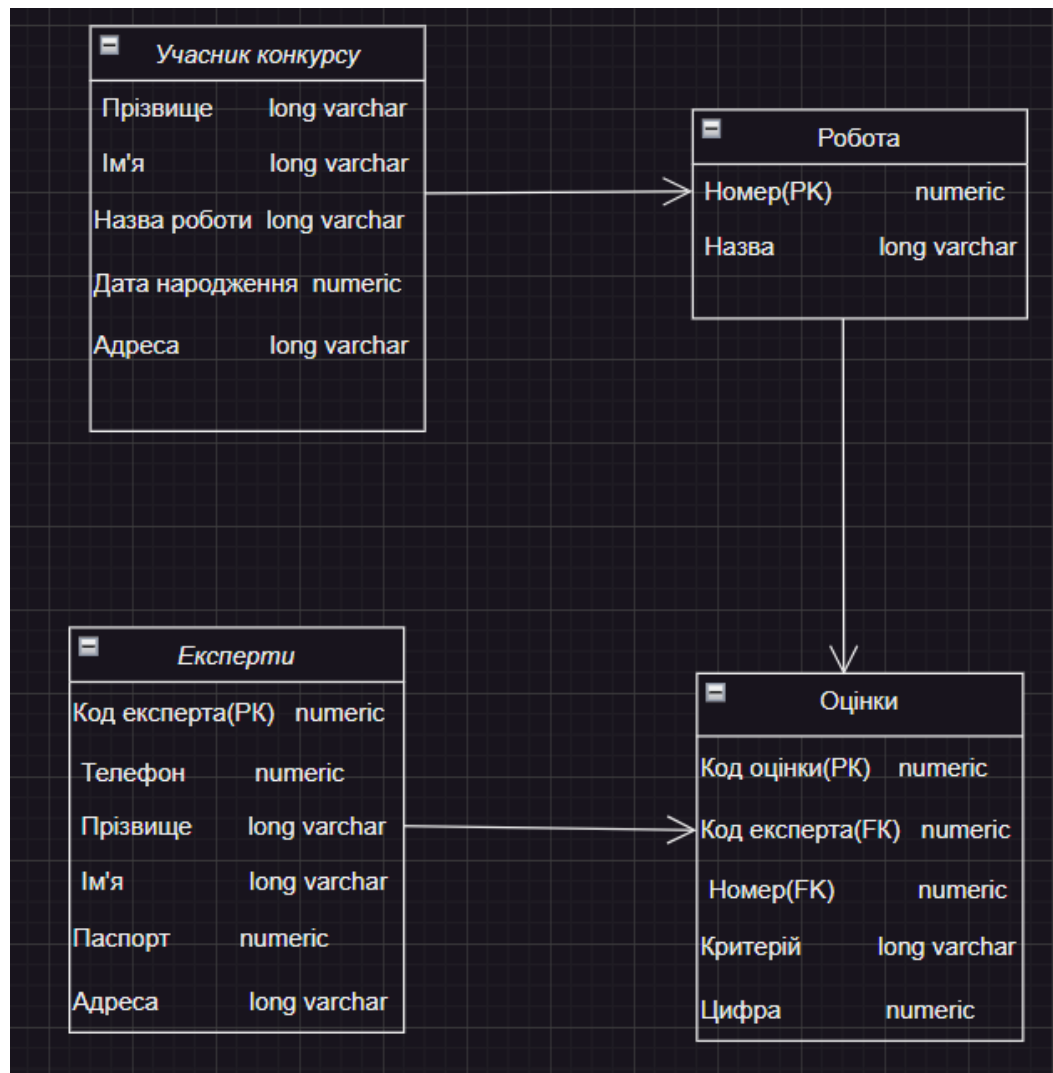 Учасник конкурсу
Прізвище long varchar
Ім'я long varchar
Назва роботи long varchar
Дата народження numeric
Адреса long varchar
Робота
Номер(PK) numeric
Назва long varchar
Експерти
Код експерта(PK) numeric
Телефон numeric
Прізвище long varchar
Ім'я long varchar
Паспорт numeric
Адреса long varchar
Оцінки
Код оцінки(PK) numeric
Код експерта(FK) numeric
Номер(FK) numeric
Критерій long varchar
Цифра numeric